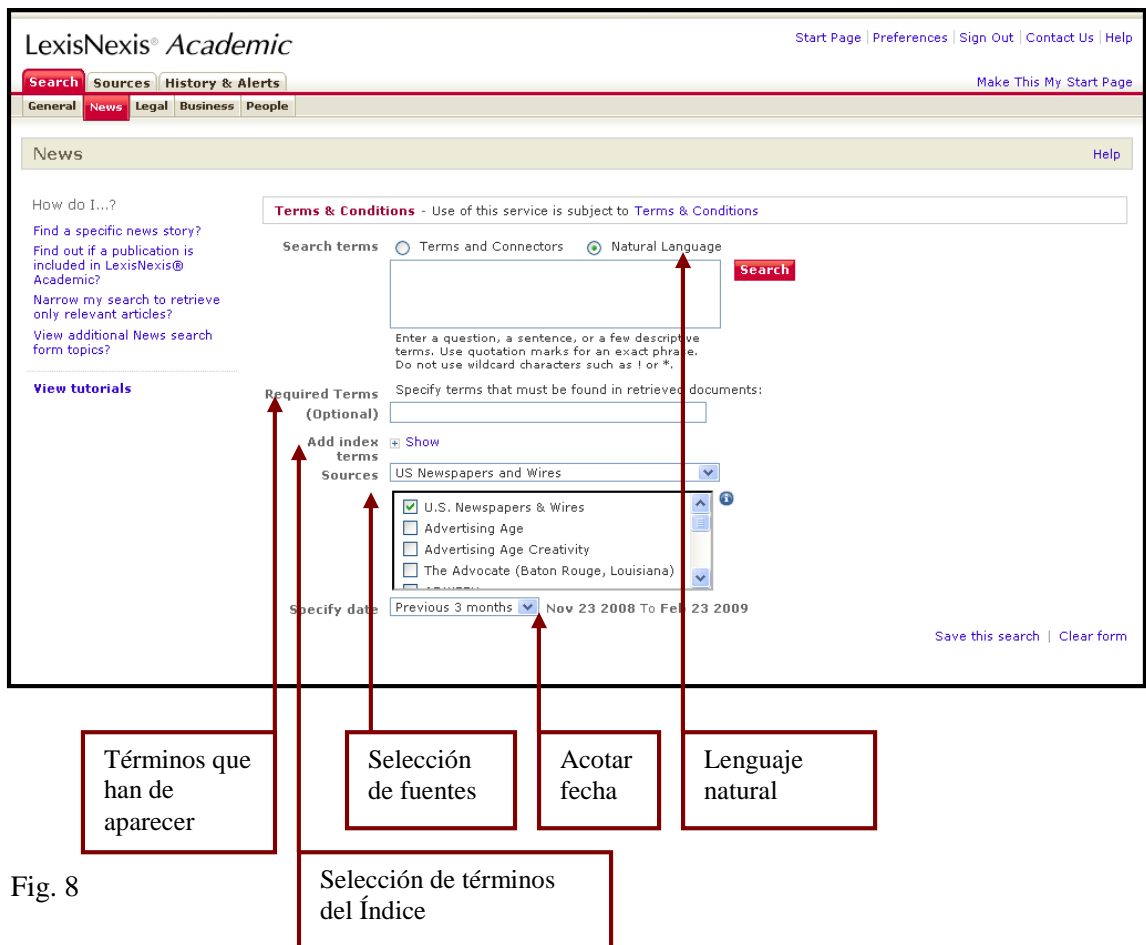 LexisNexis® Academic
Start Page | Preferences | Sign Out | Contact Us | Help
Search Sources History & Alerts
Make This My Start Page
General News Legal Business People
News
Help
How do I...?
Find a specific news story?
Find out if a publication is
included in LexisNexis®
Academic?
Narrow my search to retrieve
only relevant articles?
View additional News search
form topics?
View tutorials
Terms & Conditions - Use of this service is subject to Terms & Conditions
Search terms Terms and Connectors Natural Language
Search
Enter a question, a sentence, or a few descriptive
terms. Use quotation marks for an exact phrase.
Do not use wildcard characters such as ! or *.
Required Terms
(Optional)
Specify terms that must be found in retrieved documents:
Add index
terms
Show
Sources US Newspapers and Wires
U.S. Newspapers & Wires
Advertising Age
Advertising Age Creativity
The Advocate (Baton Rouge, Louisiana)
Specify date Previous 3 months Nov 23 2008 To Feb 23 2009
Save this search | Clear form
Términos que
han de
aparecer
Selección
de fuentes
Acotar
fecha
Lenguaje
natural
Fig. 8
Selección de términos
del Índice